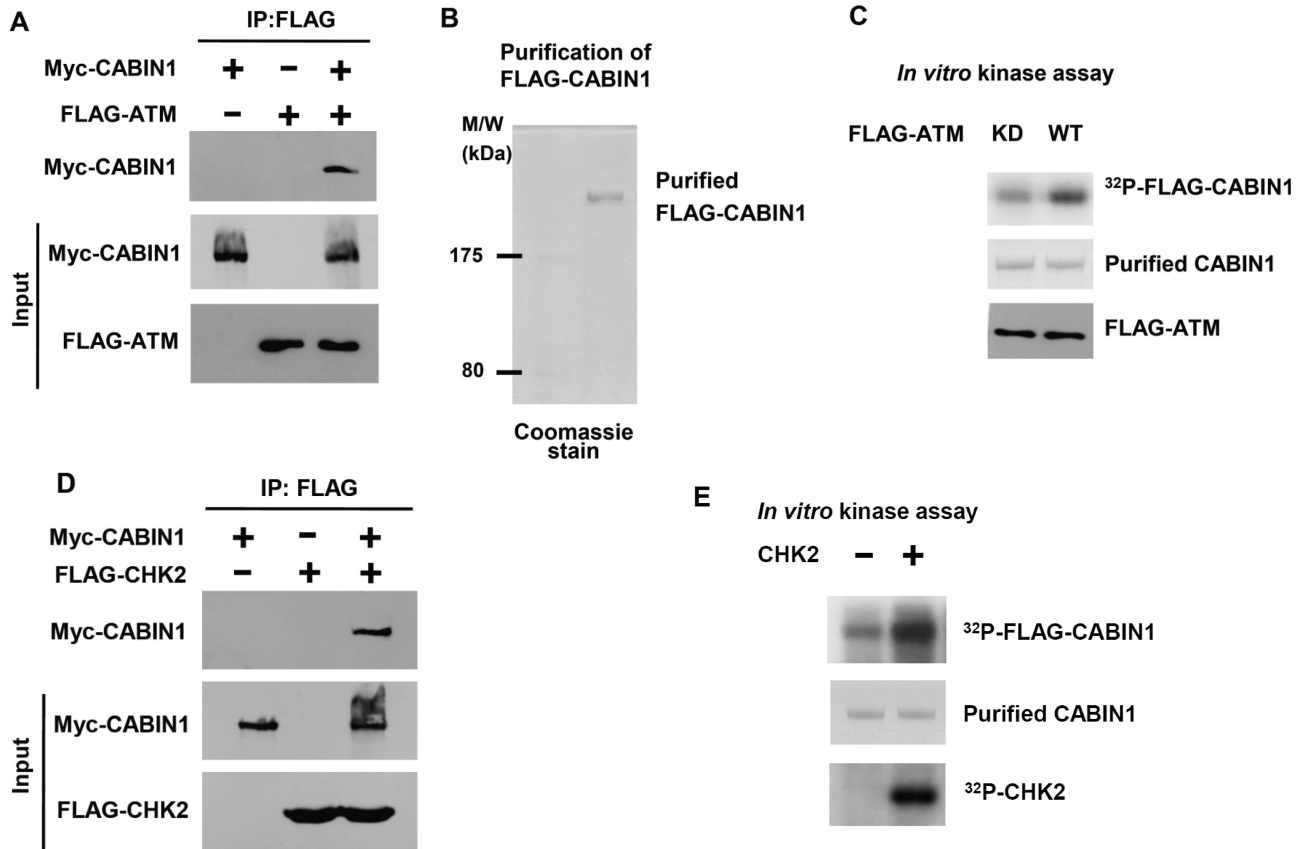 A
IP:FLAG
Myc-CABIN1 + – +
FLAG-ATM – + +
Myc-CABIN1
Input
Myc-CABIN1
FLAG-ATM
B
Purification of
FLAG-CABIN1
M/W
(kDa)
Purified
FLAG-CABIN1
175
80
Coomassie
stain
C
In vitro kinase assay
FLAG-ATM KD WT
32P-FLAG-CABIN1
Purified CABIN1
FLAG-ATM
D
IP: FLAG
Myc-CABIN1 + – +
FLAG-CHK2 – + +
Myc-CABIN1
Input
Myc-CABIN1
FLAG-CHK2
E
In vitro kinase assay
CHK2 – +
32P-FLAG-CABIN1
Purified CABIN1
32P-CHK2